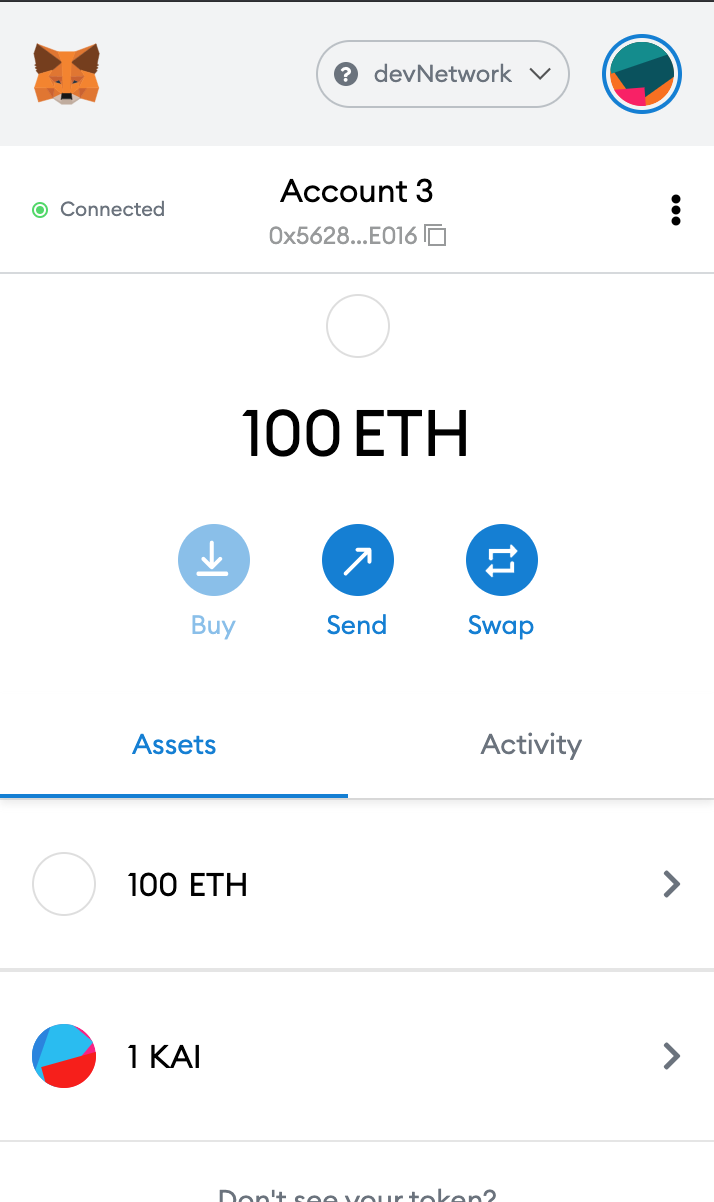 ? devNetwork
Connected
Account 3
0x5628...E016
100 ETH
Buy
Send
Swap
Assets
Activity
100 ETH
1 KAI
Don't see your token?